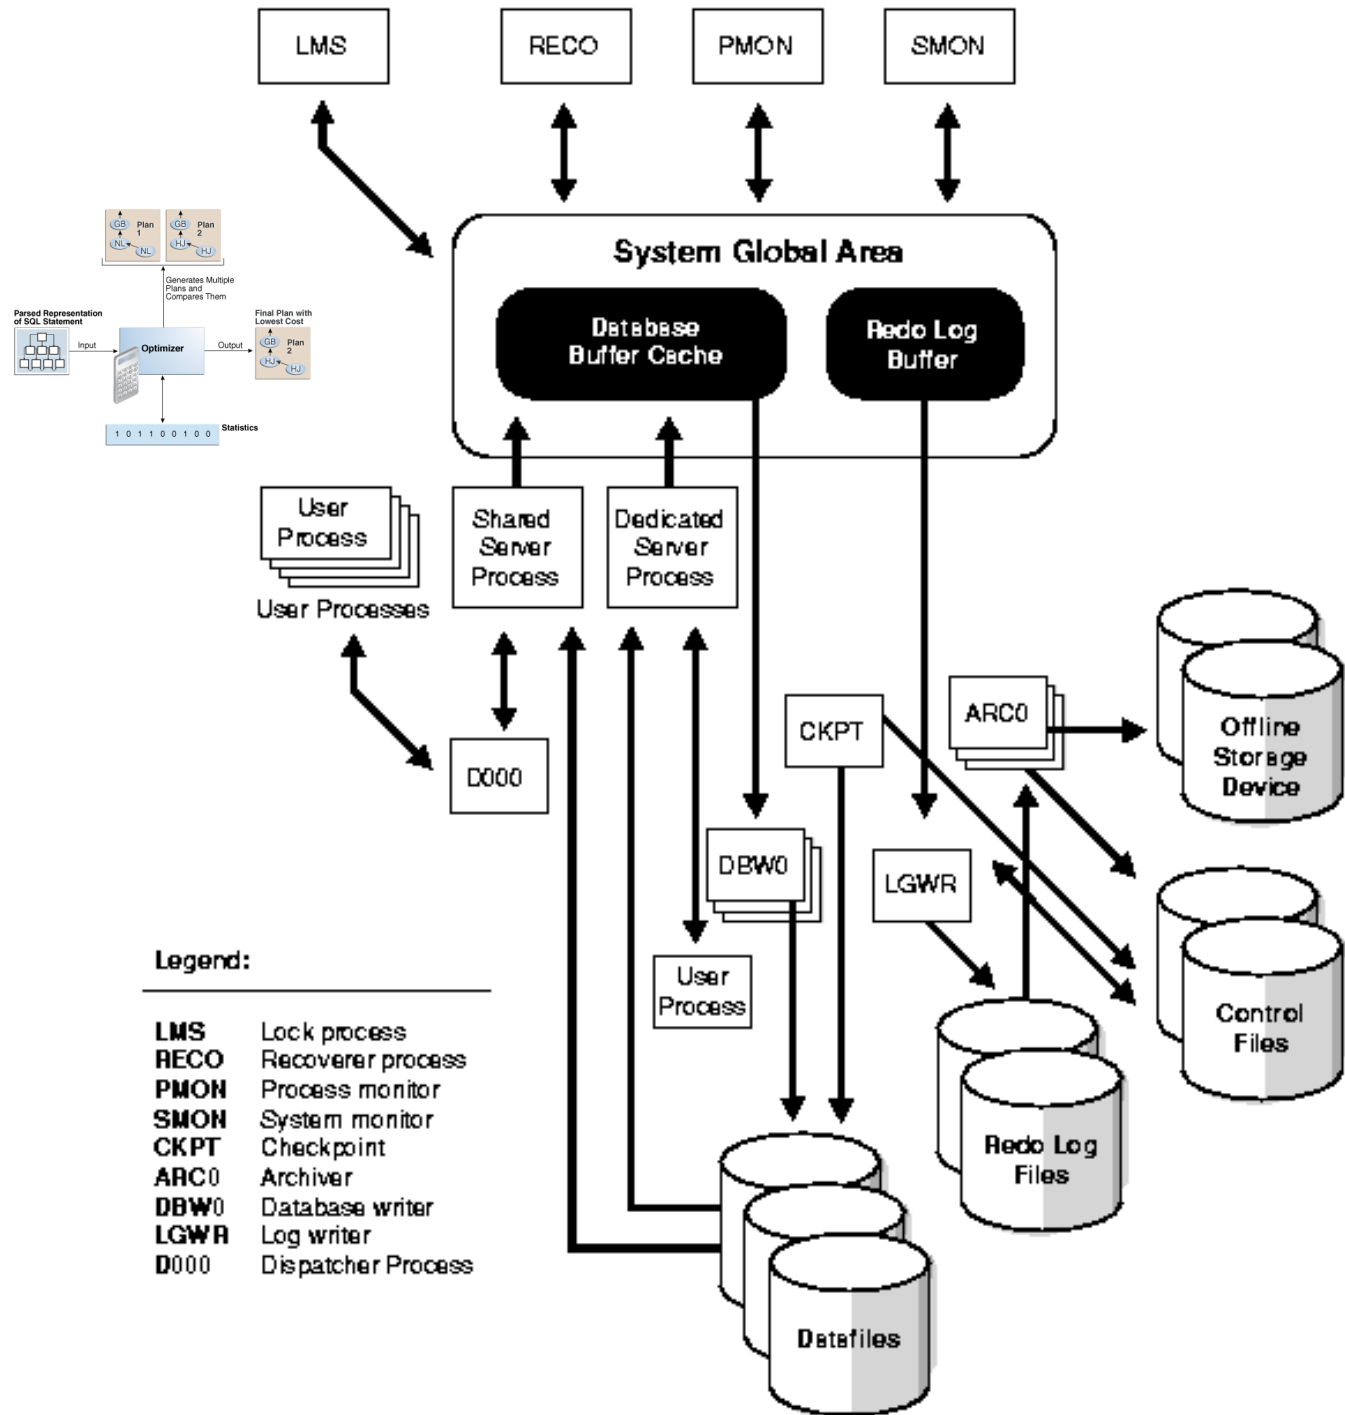 LMS
RECO
PMON
SMON
System Global Area
Database
Buffer Cache
Redo Log
Buffer
GB
Plan
1
NL
NL
GB
Plan
2
HJ
HJ
Generates Multiple
Plans and
Compares Them
Parsed Representation
of SQL Statement
Input
Optimizer
Output
Final Plan with
Lowest Cost
GB
Plan
2
HJ
HJ
1 0 1 1 0 0 1 0 0
Statistics
User
Process
User Processes
Shared
Server
Process
Dedicated
Server
Process
D000
CKPT
ARC0
Offline
Storage
Device
DBW0
LGWR
User
Process
Control
Files
Redo Log
Files
Datafiles
Legend:
LMS Lock process
RECO Recoverer process
PMON Process monitor
SMON System monitor
CKPT Checkpoint
ARC0 Archiver
DBW0 Database writer
LGWR Log writer
D000 Dispatcher Process